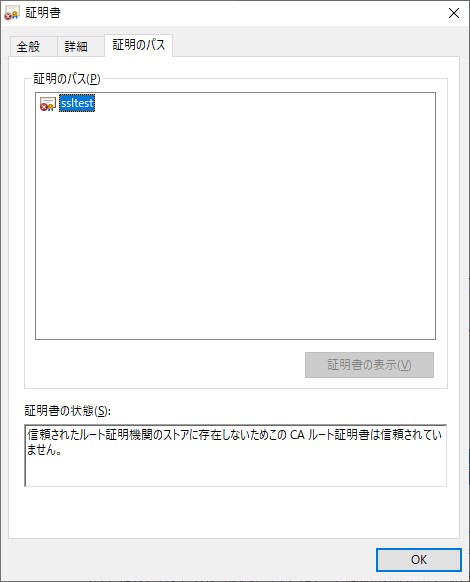 証明書
全般
詳細
証明のパス
証明のパス(P)
ssltest
証明書の表示(V)
証明書の状態(S):
信頼されたルート証明機関のストアに存在しないためこの CA ルート証明書は信頼されてい
ません。
OK